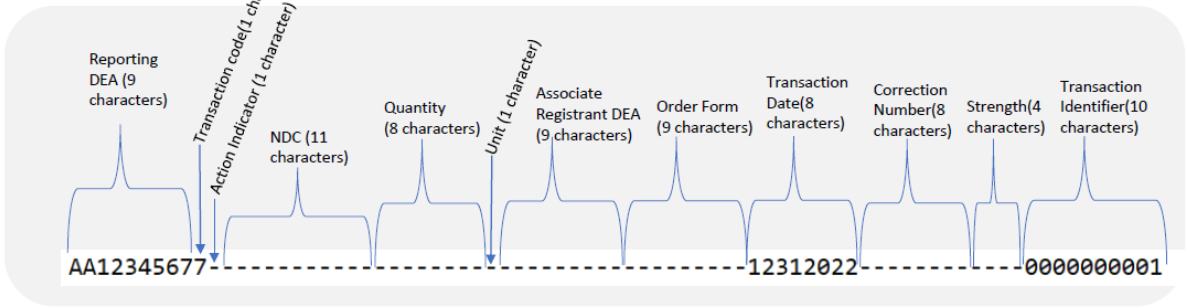 Transaction code(1 ch
Action Indicator (1 character)
Reporting
DEA (9
characters)
NDC (11
characters)
Quantity
(8 characters)
Unit (1 character)
Associate
Registrant DEA
(9 characters)
Order Form
(9 characters)
Transaction
Date(8
characters)
Correction
Number(8
characters)
Strength(4
characters)
Transaction
Identifier(10
characters)
AA12345677---------------------------------------12312022------------0000000001